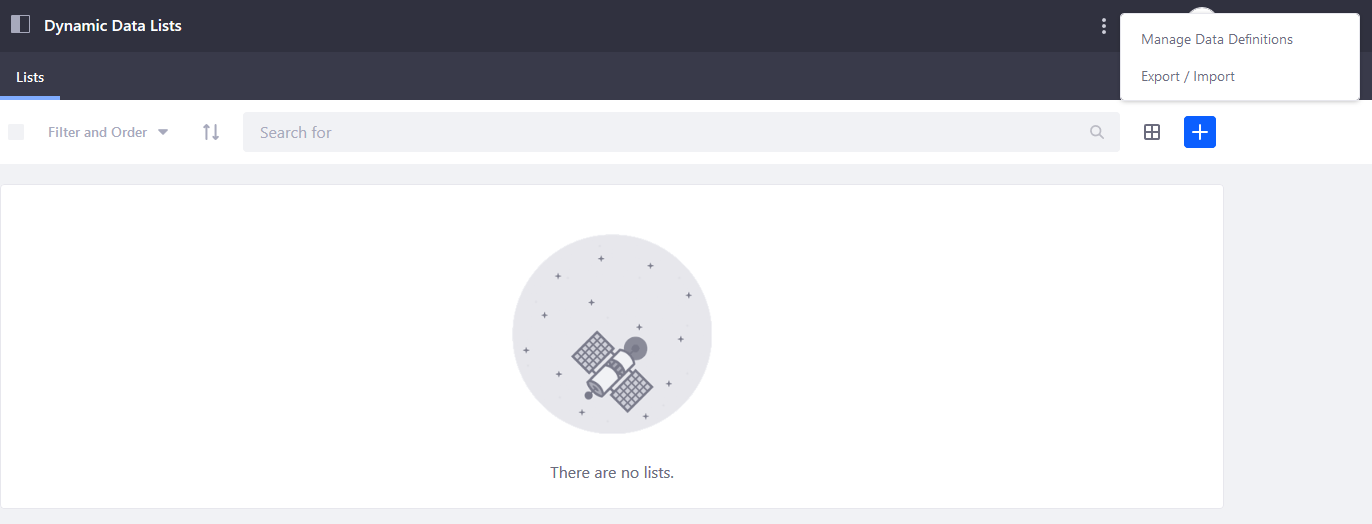 Dynamic Data Lists
Manage Data Definitions
Export / Import
Lists
Filter and Order
Search for
There are no lists.